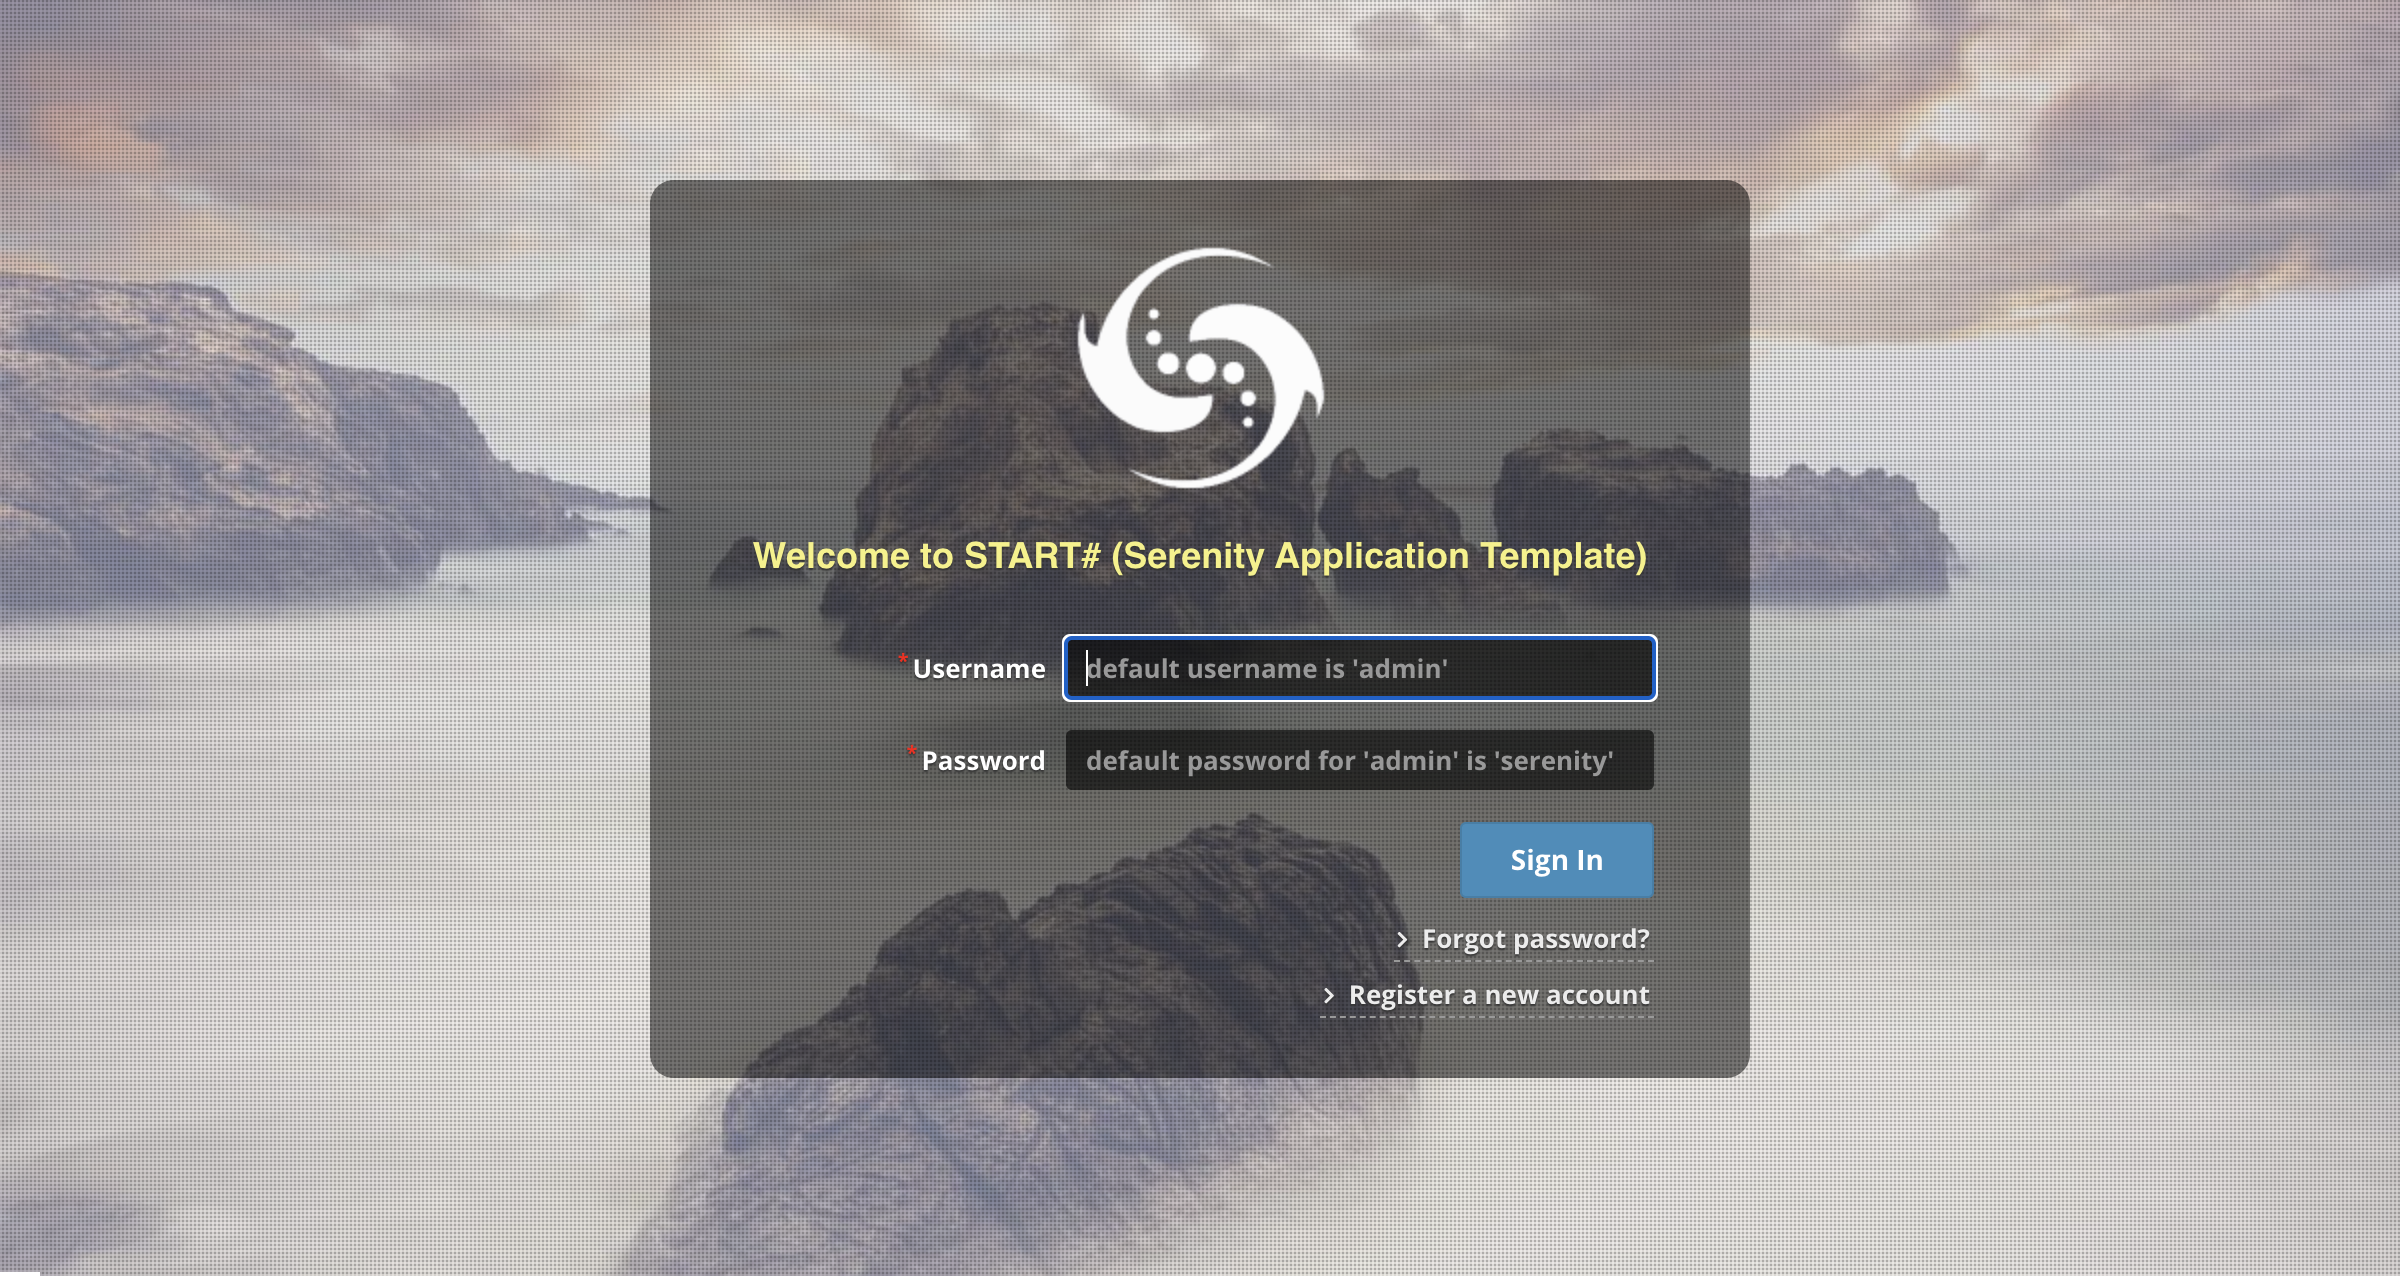 Welcome to START# (Serenity Application Template)
* Username
default username is 'admin'
* Password
default password for 'admin' is 'serenity'
Sign In
Forgot password?
Register a new account